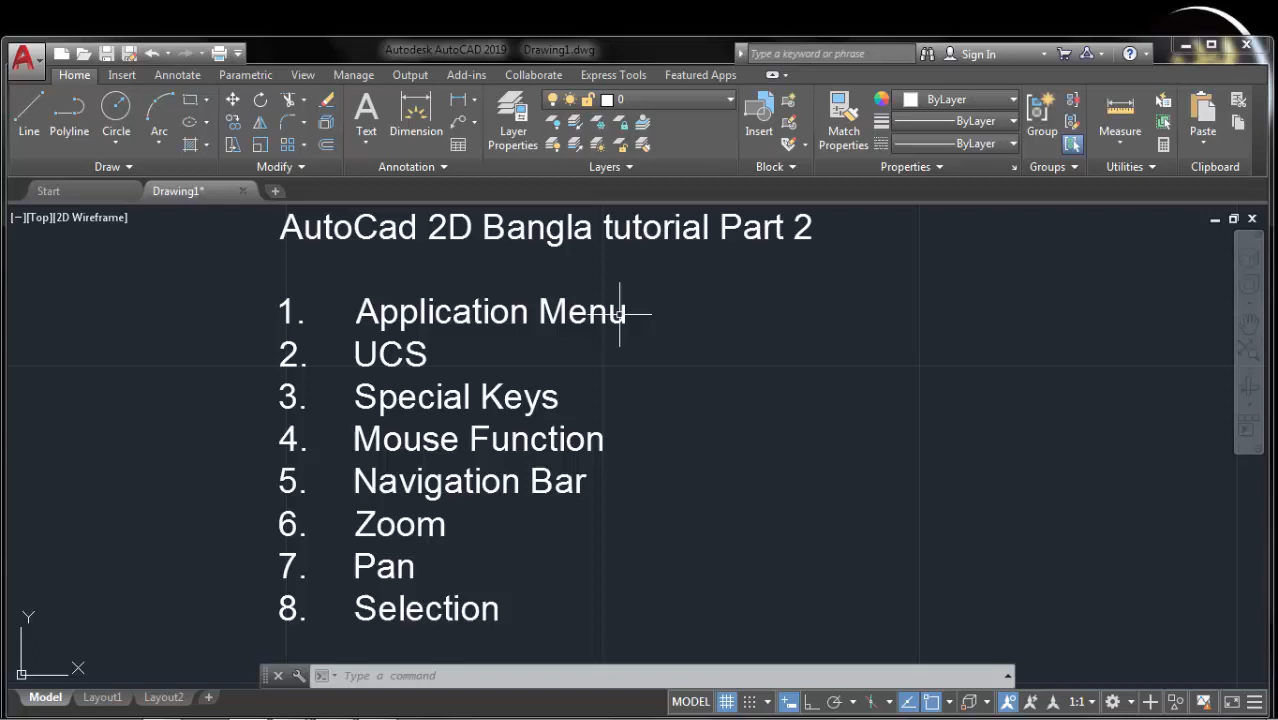 Autodesk AutoCAD 2019 Drawing1.dwg
Type a keyword or phrase
Sign In
Home Insert Annotate Parametric View Manage Output Add-ins Collaborate Express Tools Featured Apps
0
ByLayer
ByLayer
ByLayer
Line Polyline Circle Arc Text Dimension Layer Properties Insert Match Properties Group Measure Paste
Draw Modify Annotation Layers Block Properties Groups Utilities Clipboard
Start Drawing1*
[−][Top][2D Wireframe]
AutoCad 2D Bangla tutorial Part 2
1. Application Menu
2. UCS
3. Special Keys
4. Mouse Function
5. Navigation Bar
6. Zoom
7. Pan
8. Selection
Y
X
Type a command
Model Layout1 Layout2 +
MODEL 1:1